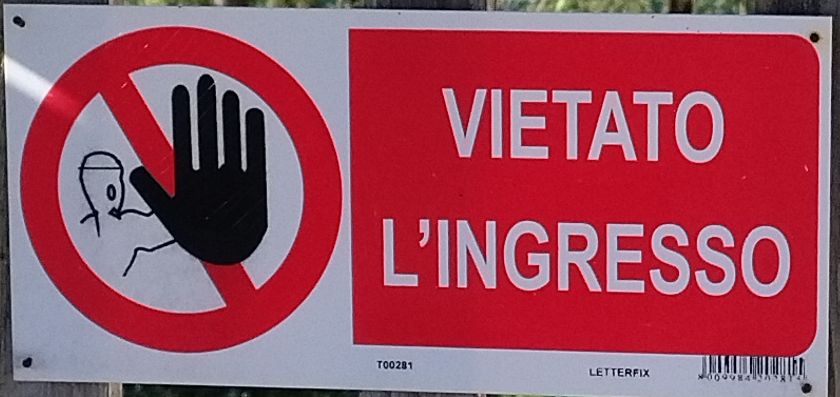 VIETATO
L'INGRESSO
T00281
LETTERFIX